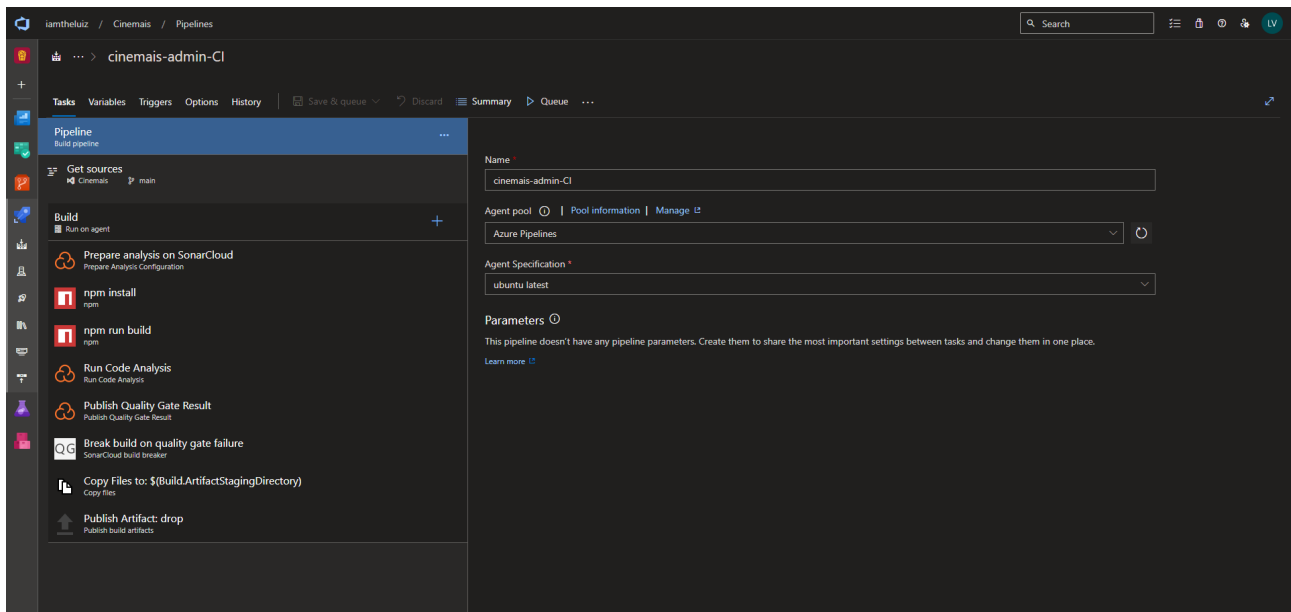 iamtheluiz / Cinemais / Pipelines
Search
LV
··· > cinemais-admin-CI
Tasks Variables Triggers Options History Save & queue Discard Summary Queue ···
Pipeline
Build pipeline
Get sources
Cinemais main
Build
Run on agent
Prepare analysis on SonarCloud
Prepare Analysis Configuration
npm install
npm
npm run build
npm
Run Code Analysis
Run Code Analysis
Publish Quality Gate Result
Publish Quality Gate Result
QG
Break build on quality gate failure
SonarCloud build breaker
Copy Files to: $(Build.ArtifactStagingDirectory)
Copy files
Publish Artifact: drop
Publish build artifacts
Name *
cinemais-admin-CI
Agent pool | Pool information | Manage
Azure Pipelines
Agent Specification *
ubuntu latest
Parameters
This pipeline doesn't have any pipeline parameters. Create them to share the most important settings between tasks and change them in one place.
Learn more